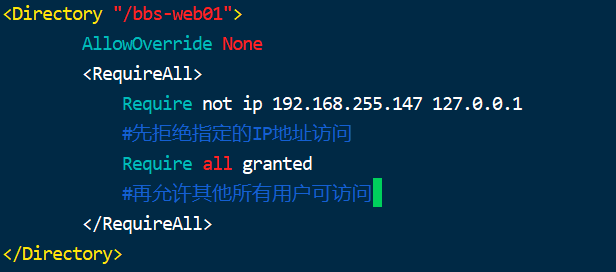 <Directory "/bbs-web01">
AllowOverride None
<RequireAll>
Require not ip 192.168.255.147 127.0.0.1
#先拒绝指定的IP地址访问
Require all granted
#再允许其他所有用户可访问
</RequireAll>
</Directory>